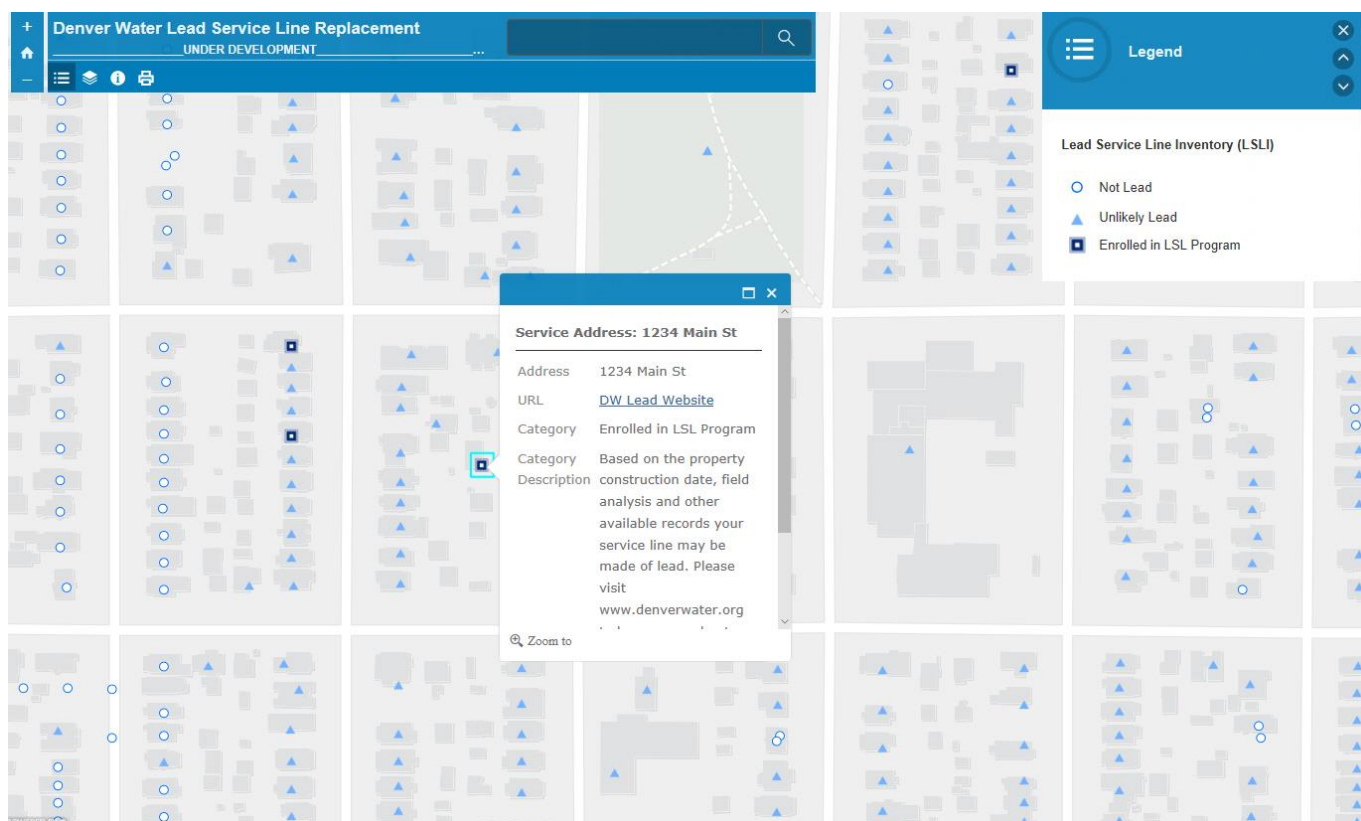 Denver Water Lead Service Line Replacement
UNDER DEVELOPMENT ...
Legend
Lead Service Line Inventory (LSLI)
Not Lead
Unlikely Lead
Enrolled in LSL Program
Service Address: 1234 Main St
Address 1234 Main St
URL DW Lead Website
Category Enrolled in LSL Program
Category Based on the property
Description construction date, field
analysis and other
available records your
service line may be
made of lead. Please
visit
www.denverwater.org
Zoom to